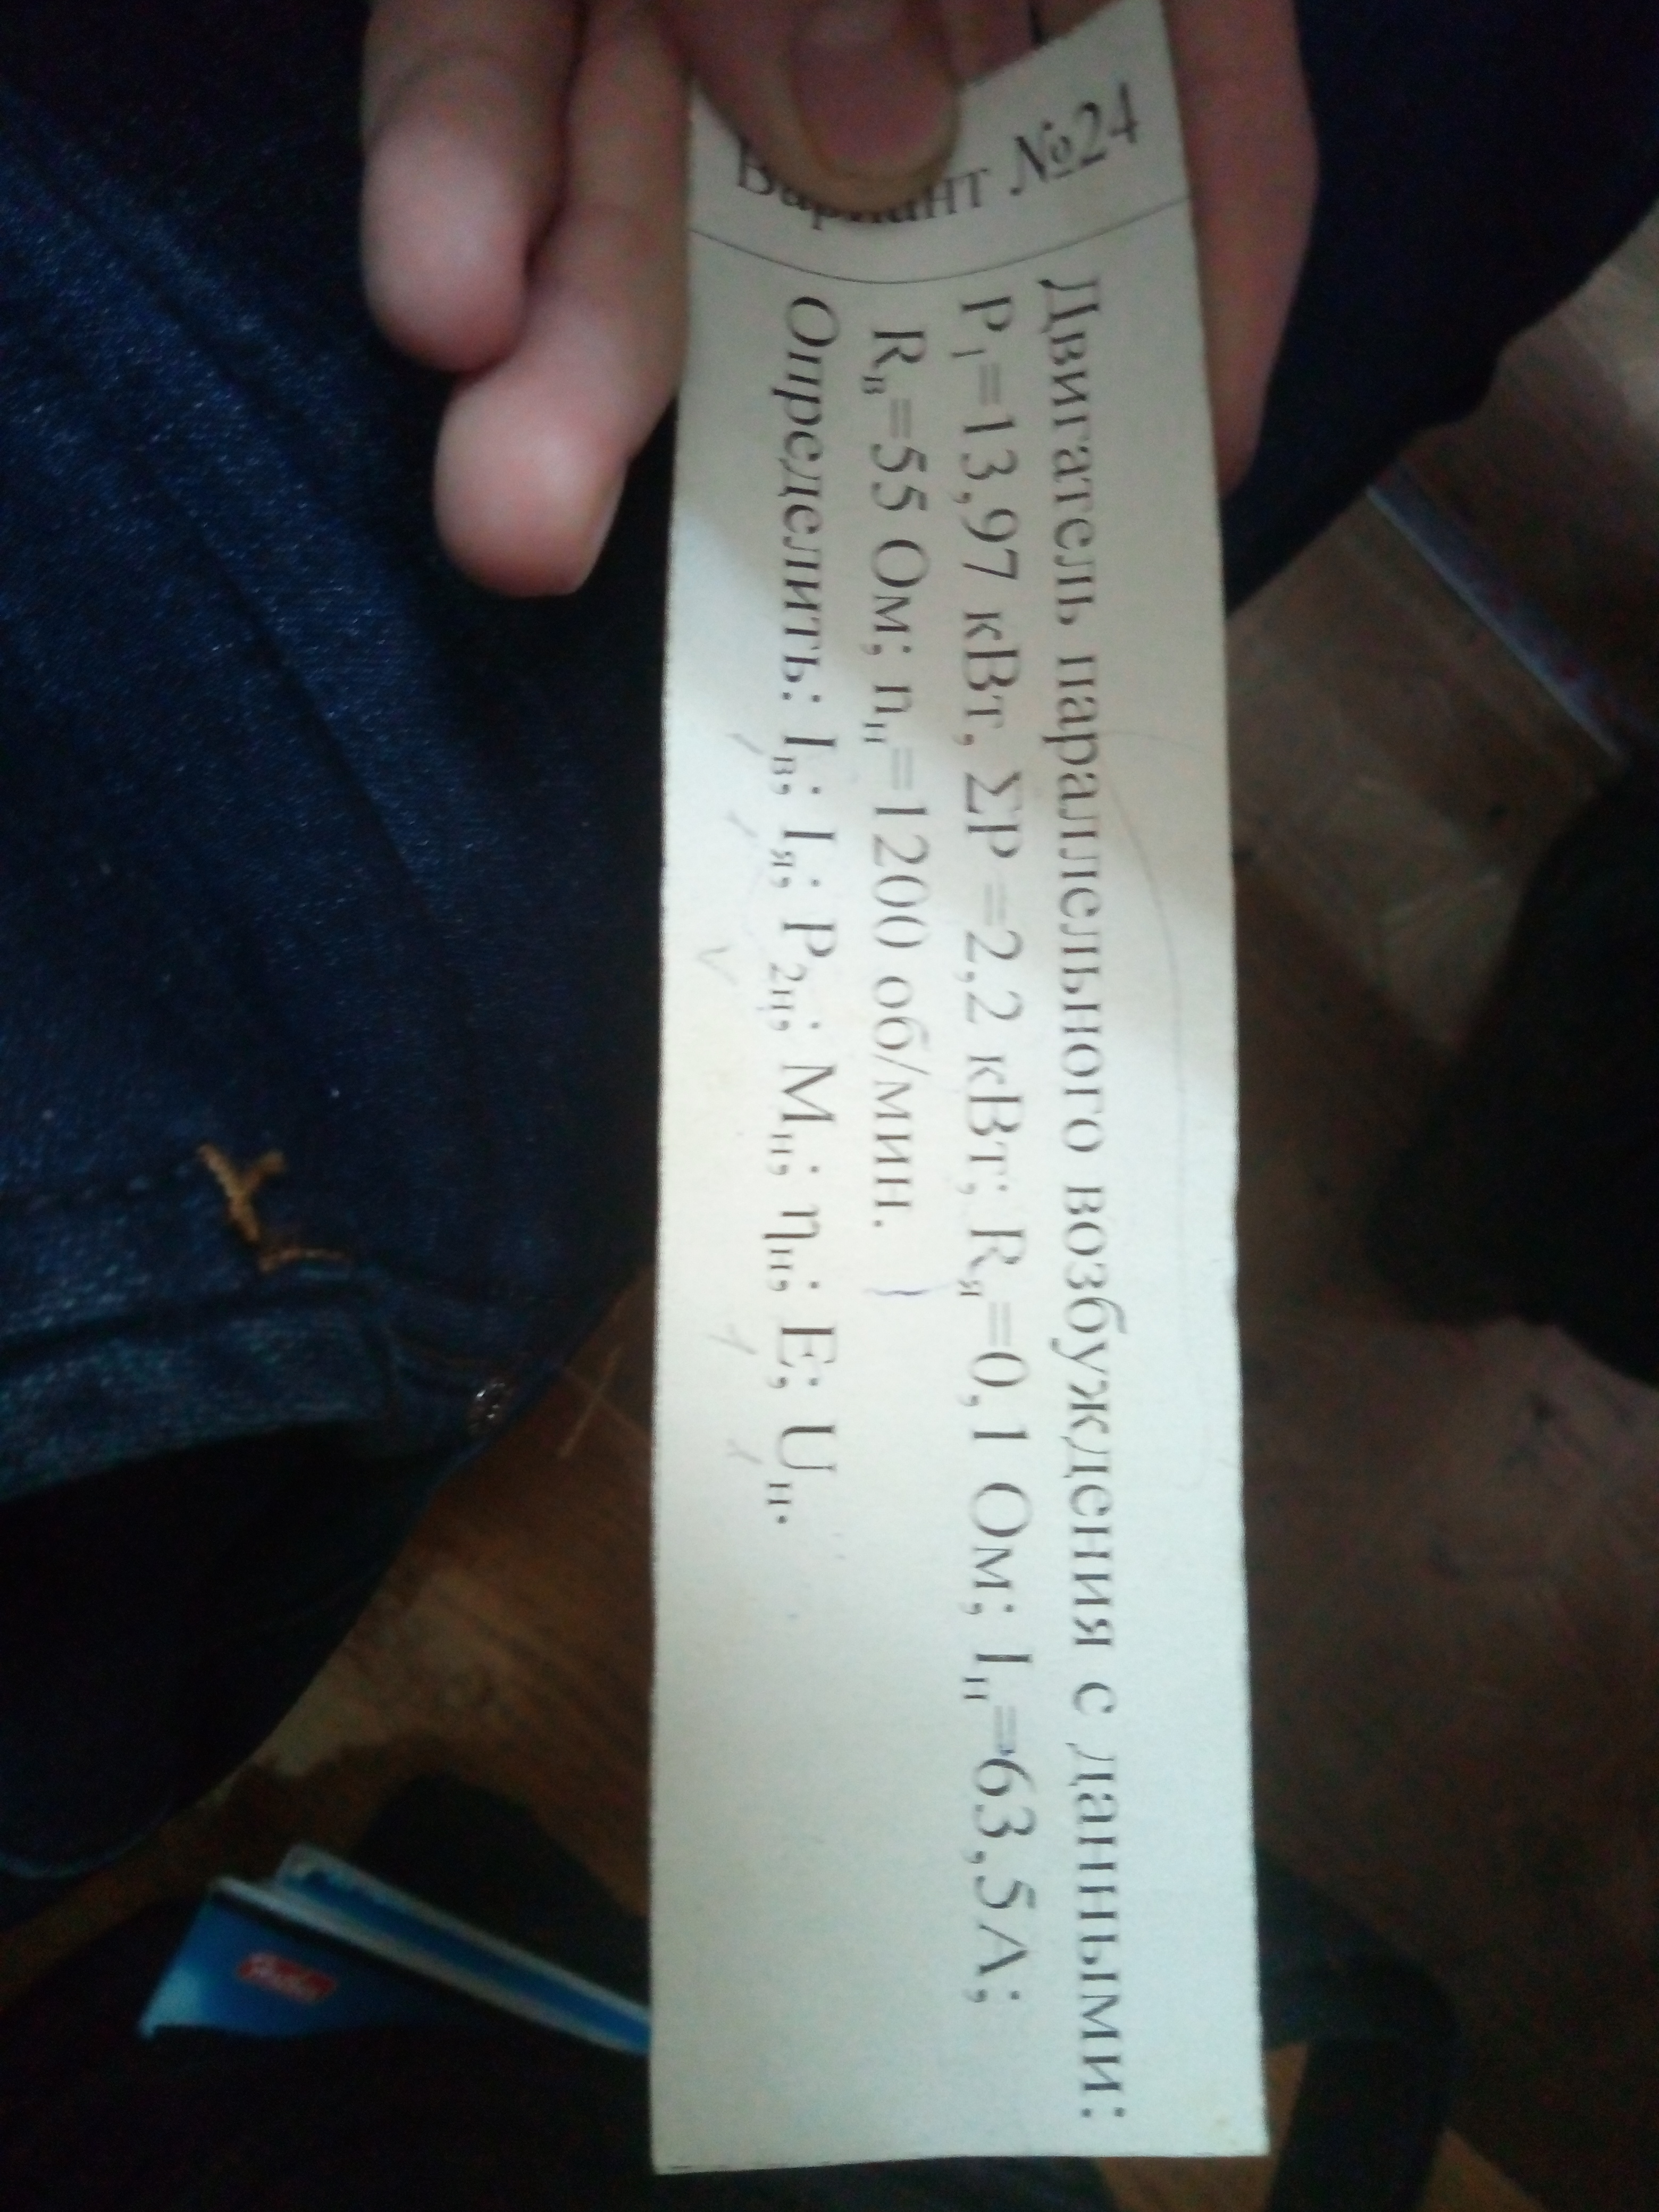 Вариант №24
Двигатель параллельного возбуждения с данными:
P₁=13,97 кВт, ΣP =2,2 кВт; Rя=0,1 Ом; Iн=63,5А;
Rв=55 Ом; nн=1200 об/мин.
Определить: Iв; Iя; P₂н; Mн; ηн; E; Uн.